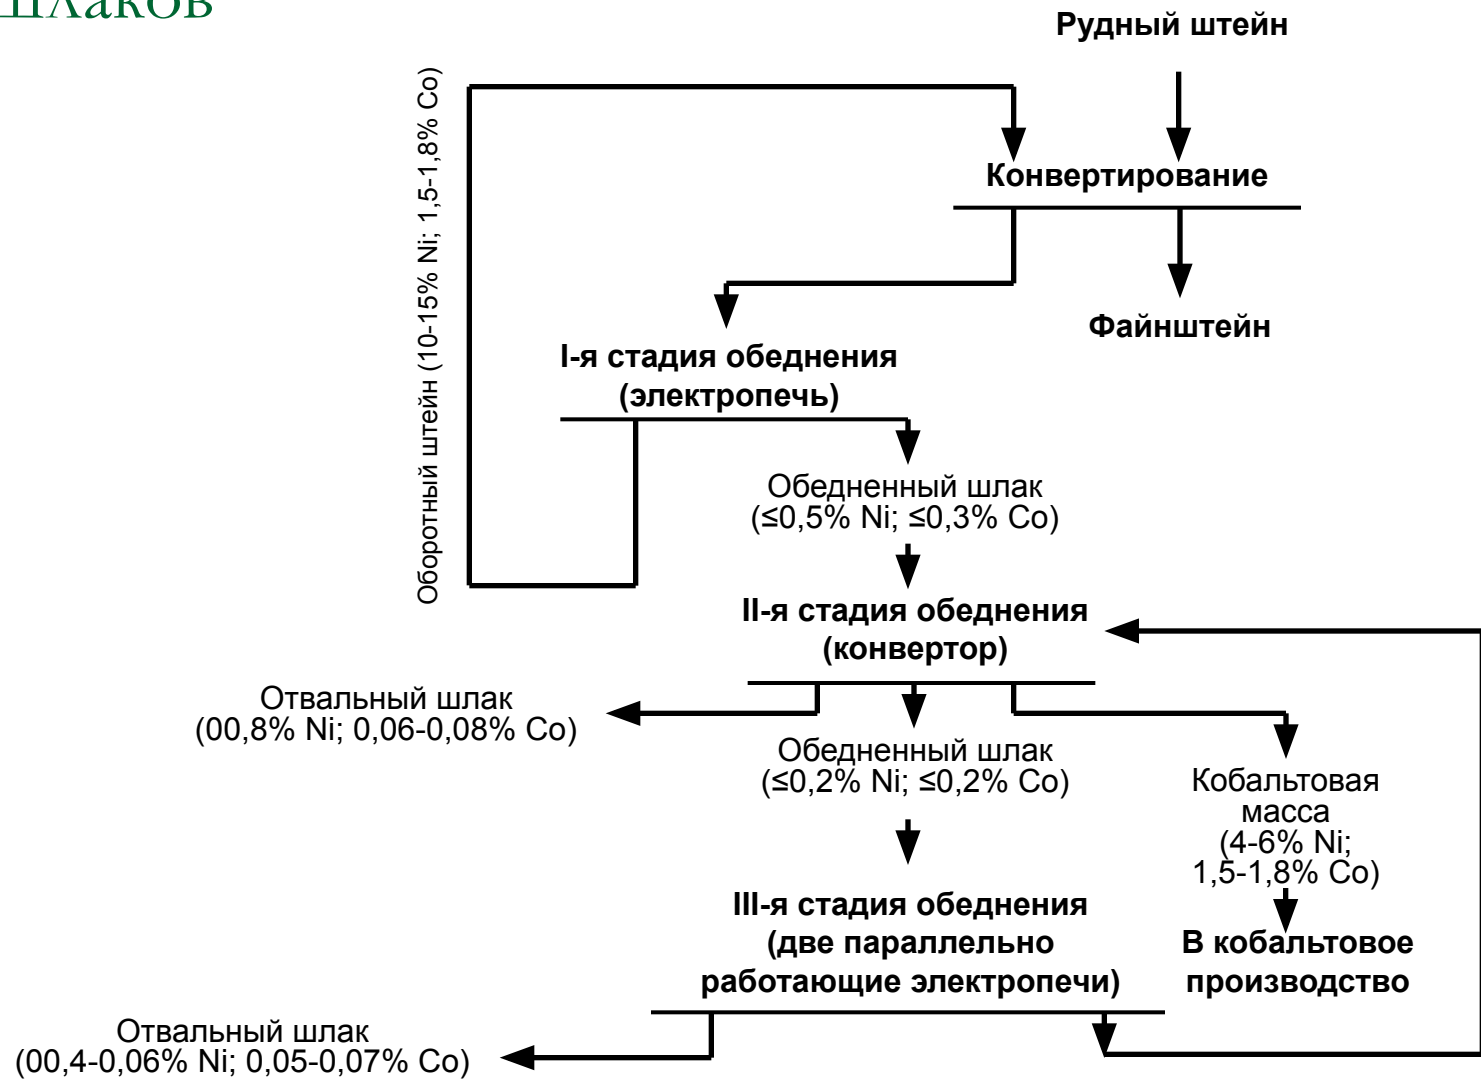 шлаков
Рудный штейн
Оборотный штейн (10-15% Ni; 1,5-1,8% Co)
Конвертирование
Файнштейн
I-я стадия обеднения
(электропечь)
Обедненный шлак
(≤0,5% Ni; ≤0,3% Co)
II-я стадия обеднения
(конвертор)
Отвальный шлак
(00,8% Ni; 0,06-0,08% Co)
Обедненный шлак
(≤0,2% Ni; ≤0,2% Co)
Кобальтовая
масса
(4-6% Ni;
1,5-1,8% Co)
III-я стадия обеднения
(две параллельно
работающие электропечи)
В кобальтовое
производство
Отвальный шлак
(00,4-0,06% Ni; 0,05-0,07% Co)